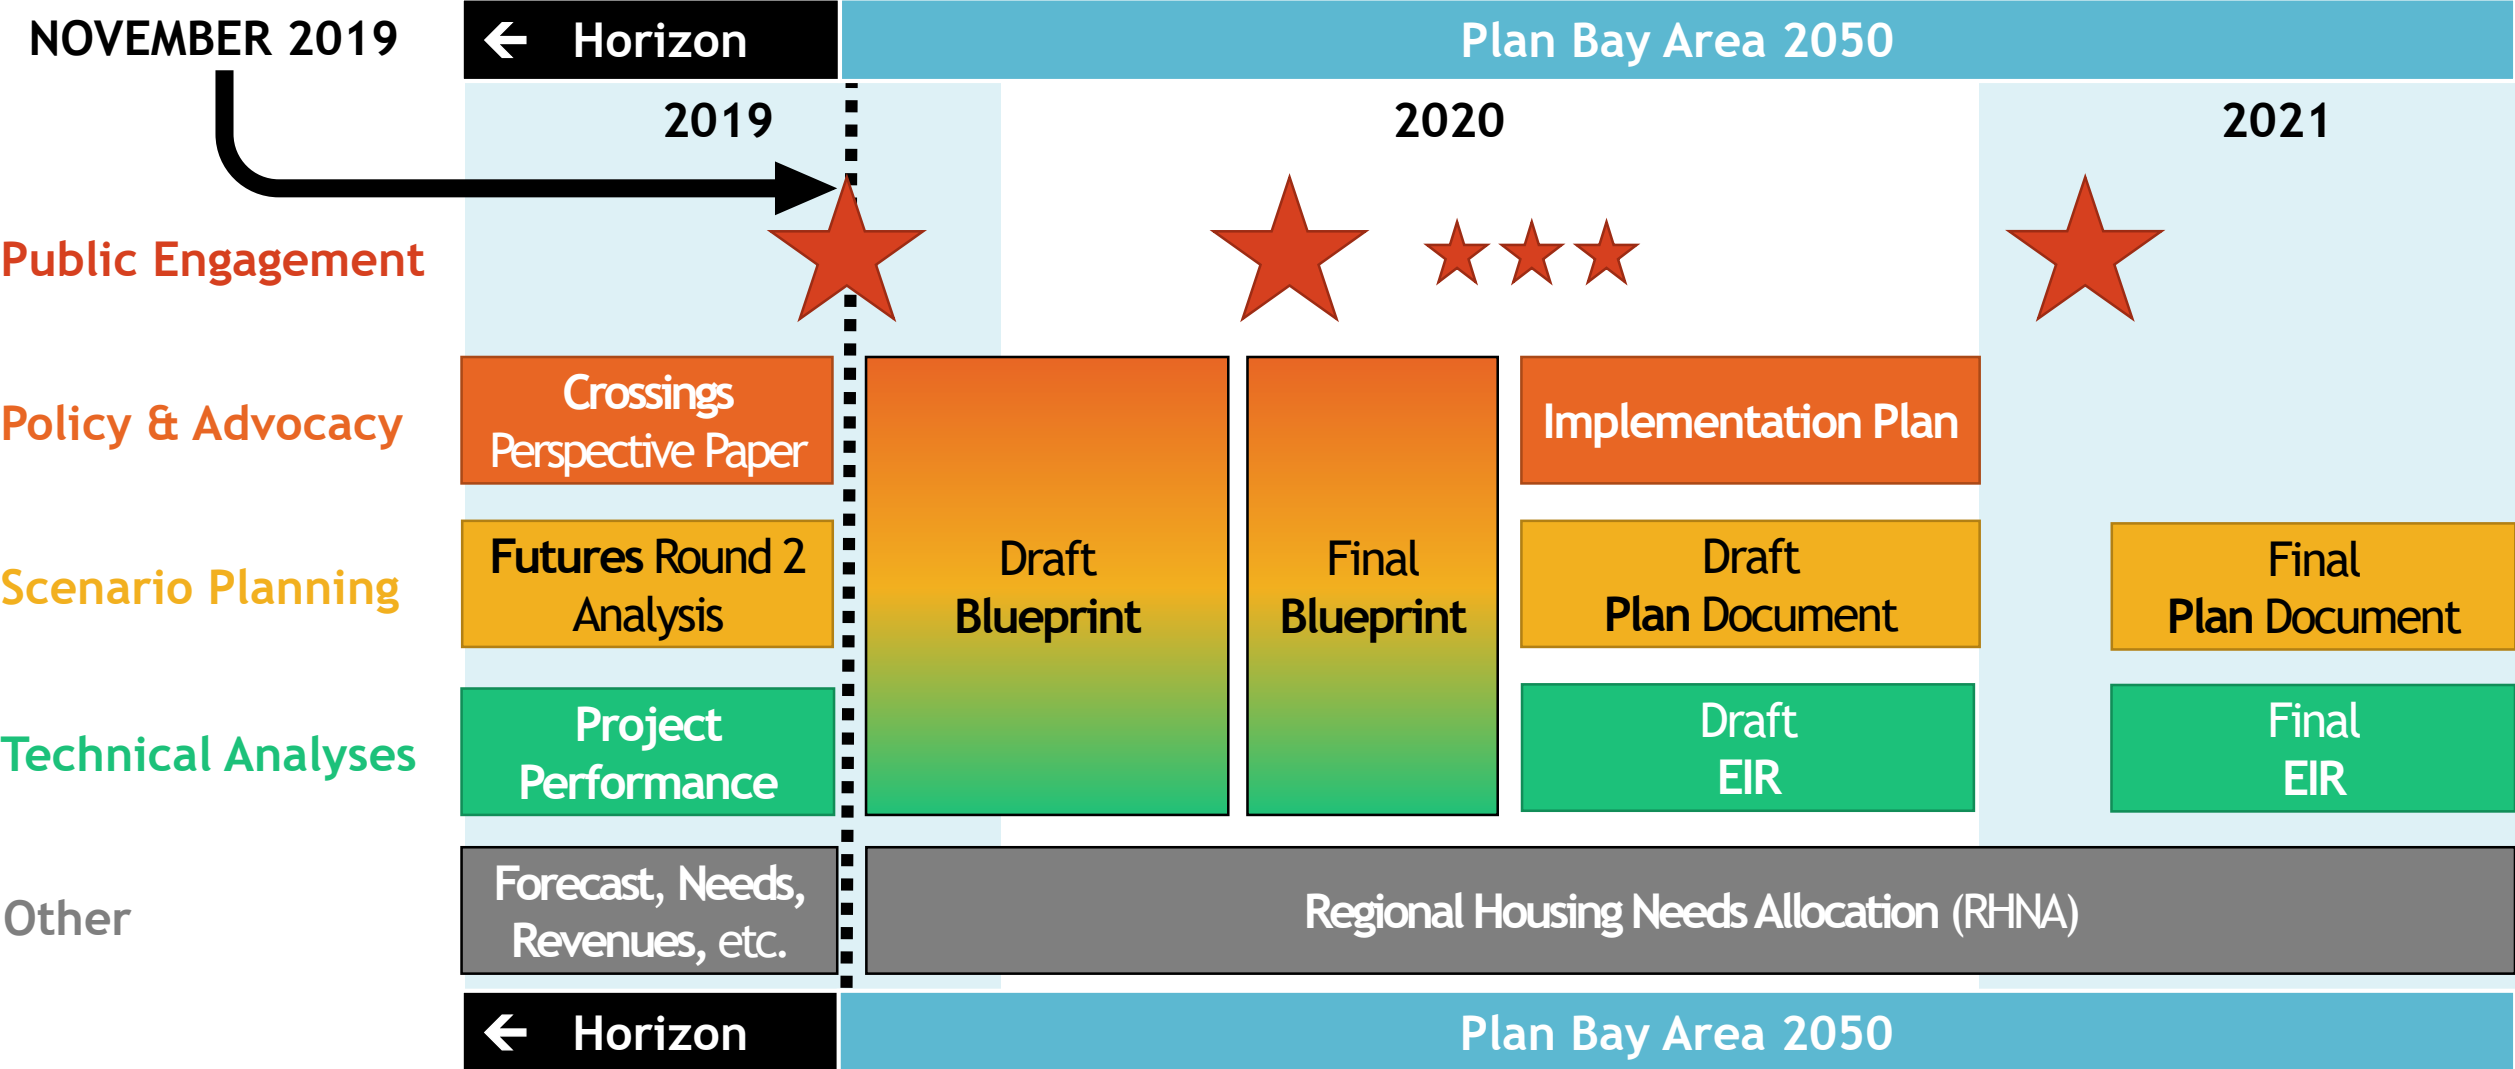 NOVEMBER 2019
Horizon
Plan Bay Area 2050
2019
2020
2021
Public Engagement
Policy & Advocacy
Crossings
Perspective Paper
Implementation Plan
Scenario Planning
Futures Round 2
Analysis
Draft
Blueprint
Final
Blueprint
Draft
Plan Document
Final
Plan Document
Technical Analyses
Project
Performance
Draft
EIR
Final
EIR
Other
Forecast, Needs,
Revenues, etc.
Regional Housing Needs Allocation (RHNA)
Horizon
Plan Bay Area 2050